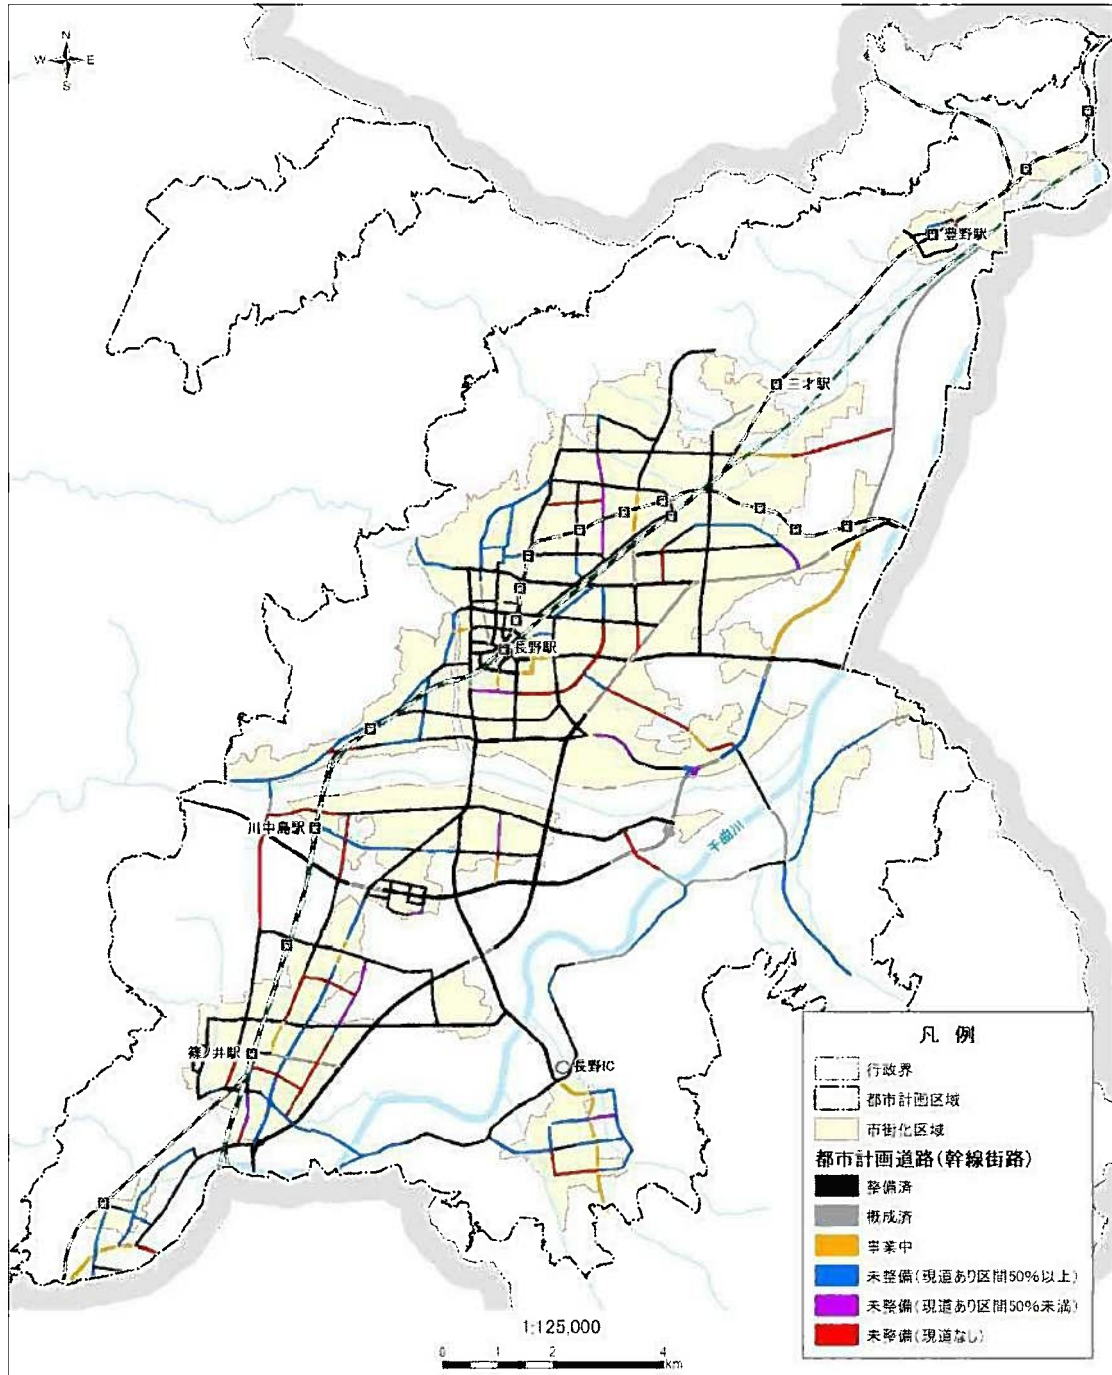 N
W E
S
豊野駅
三才駅
長野駅
川中島駅
千曲川
篠ノ井駅
長野IC
凡 例
行政界
都市計画区域
市街化区域
都市計画道路(幹線街路)
整備済
概成済
事業中
未整備(現道あり区間50%以上)
未整備(現道あり区間50%未満)
未整備(現道なし)
1:125,000
0 1 2 4
km